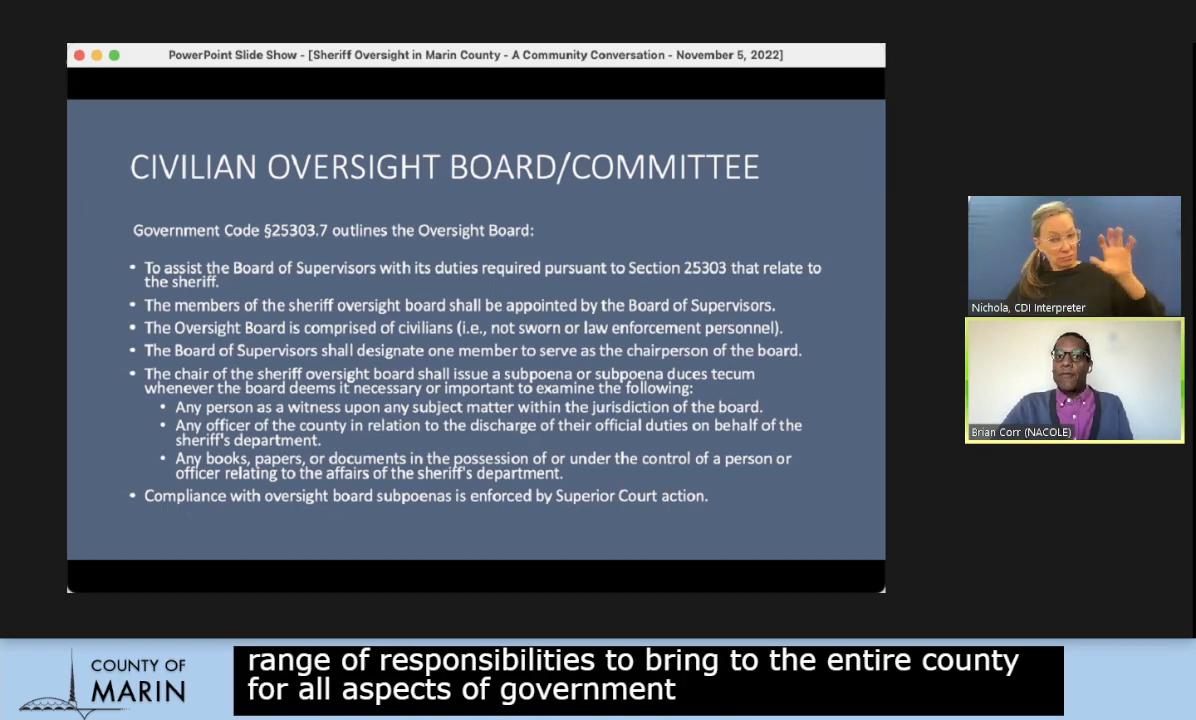 PowerPoint Slide Show - [Sheriff Oversight in Marin County - A Community Conversation - November 5, 2022]
CIVILIAN OVERSIGHT BOARD/COMMITTEE
Government Code §25303.7 outlines the Oversight Board:
• To assist the Board of Supervisors with its duties required pursuant to Section 25303 that relate to
the sheriff.
• The members of the sheriff oversight board shall be appointed by the Board of Supervisors.
• The Oversight Board is comprised of civilians (i.e., not sworn or law enforcement personnel).
• The Board of Supervisors shall designate one member to serve as the chairperson of the board.
• The chair of the sheriff oversight board shall issue a subpoena or subpoena duces tecum
whenever the board deems it necessary or important to examine the following:
• Any person as a witness upon any subject matter within the jurisdiction of the board.
• Any officer of the county in relation to the discharge of their official duties on behalf of the
sheriff's department.
• Any books, papers, or documents in the possession of or under the control of a person or
officer relating to the affairs of the sheriff's department.
• Compliance with oversight board subpoenas is enforced by Superior Court action.
Nichola, CDI Interpreter
Brian Corr (NACOLE)
COUNTY OF
MARIN
range of responsibilities to bring to the entire county
for all aspects of government